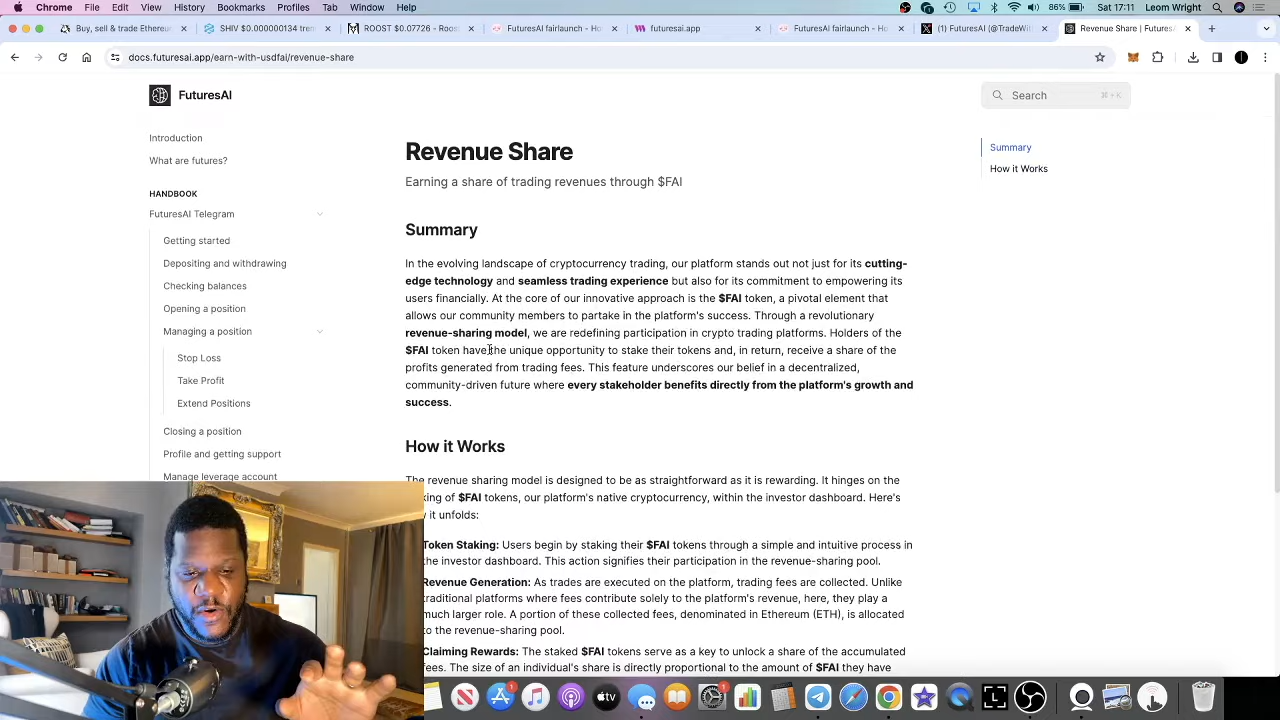 Chrome File Edit View History Bookmarks Profiles Tab Window Help 86% Sat 17:11 Leon Wright
Buy, sell & trade Ethereu SHIV $0.000000134 tren RDOST $0.07726 - Roos FuturesAI fairlaunch - Ho futuresai.app FuturesAI fairlaunch - Ho (1) FuturesAI (@TradeWit Revenue Share | FuturesA
docs.futuresai.app/earn-with-usdfai/revenue-share
FuturesAI
Search
⌘+K
Introduction
What are futures?
HANDBOOK
FuturesAI Telegram
Getting started
Depositing and withdrawing
Checking balances
Opening a position
Managing a position
Stop Loss
Take Profit
Extend Positions
Closing a position
Profile and getting support
Manage leverage account
Revenue Share
Earning a share of trading revenues through $FAI
Summary
In the evolving landscape of cryptocurrency trading, our platform stands out not just for its cutting-
edge technology and seamless trading experience but also for its commitment to empowering its
users financially. At the core of our innovative approach is the $FAI token, a pivotal element that
allows our community members to partake in the platform's success. Through a revolutionary
revenue-sharing model, we are redefining participation in crypto trading platforms. Holders of the
$FAI token have the unique opportunity to stake their tokens and, in return, receive a share of the
profits generated from trading fees. This feature underscores our belief in a decentralized,
community-driven future where every stakeholder benefits directly from the platform's growth and
success.
How it Works
The revenue sharing model is designed to be as straightforward as it is rewarding. It hinges on the
king of $FAI tokens, our platform's native cryptocurrency, within the investor dashboard. Here's
it unfolds:
Token Staking: Users begin by staking their $FAI tokens through a simple and intuitive process in
the investor dashboard. This action signifies their participation in the revenue-sharing pool.
Revenue Generation: As trades are executed on the platform, trading fees are collected. Unlike
traditional platforms where fees contribute solely to the platform's revenue, here, they play a
much larger role. A portion of these collected fees, denominated in Ethereum (ETH), is allocated
to the revenue-sharing pool.
Claiming Rewards: The staked $FAI tokens serve as a key to unlock a share of the accumulated
fees. The size of an individual's share is directly proportional to the amount of $FAI they have
Summary
How it Works